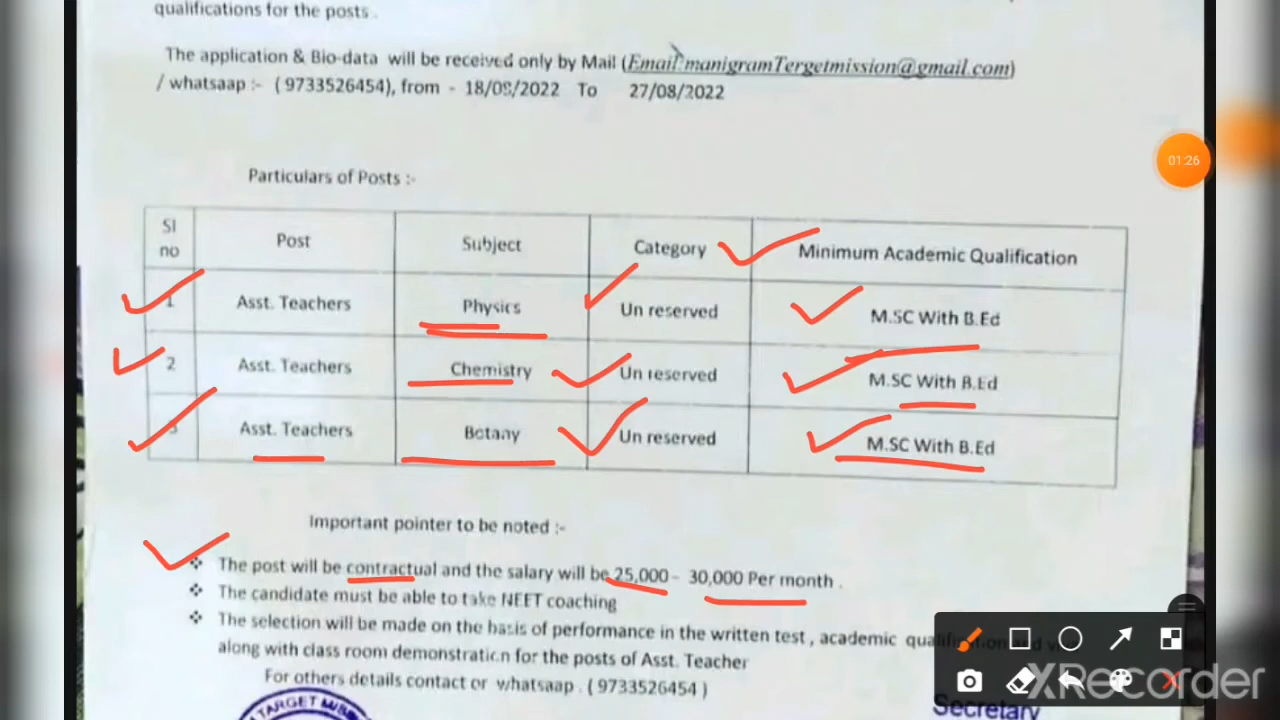 qualifications for the posts .
The application & Bio-data will be received only by Mail (Email:manigramTergetmission@gmail.com)
/ whatsaap :- ( 9733526454), from - 18/08/2022 To 27/08/2022
01:26
Particulars of Posts :-
Sl no Post Subject Category Minimum Academic Qualification
1 Asst. Teachers Physics Un reserved M.SC With B.Ed
2 Asst. Teachers Chemistry Un reserved M.SC With B.Ed
3 Asst. Teachers Botany Un reserved M.SC With B.Ed
Important pointer to be noted :-
❖ The post will be contractual and the salary will be 25,000 - 30,000 Per month .
❖ The candidate must be able to take NEET coaching
❖ The selection will be made on the basis of performance in the written test , academic qualification and
along with class room demonstration for the posts of Asst. Teacher
For others details contact or whatsaap . ( 9733526454 )
TARGET
Secretary
XRecorder